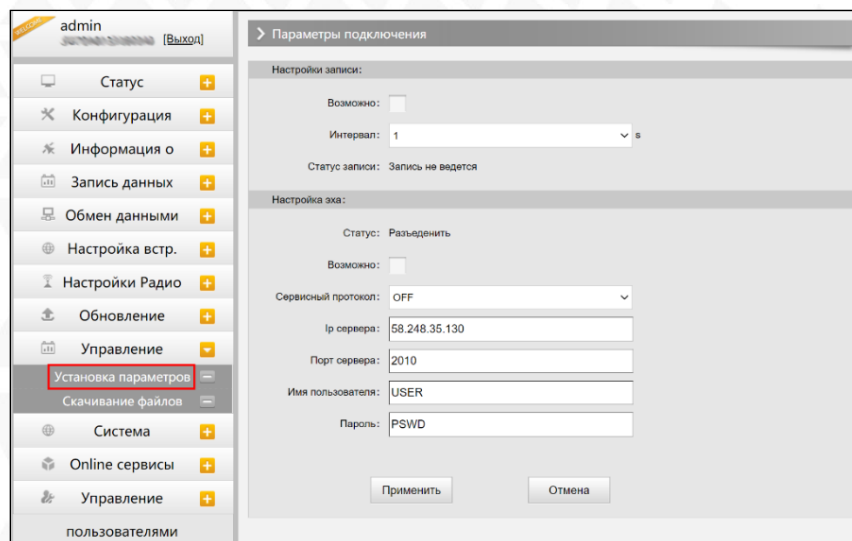 WELCOME
admin
[Выход]
Статус
Конфигурация
Информация о
Запись данных
Обмен данными
Настройка встр.
Настройки Радио
Обновление
Управление
Установка параметров
Скачивание файлов
Система
Online сервисы
Управление
пользователями
Параметры подключения
Настройки записи:
Возможно:
Интервал: 1 s
Статус записи: Запись не ведется
Настройка эха:
Статус: Разъеденить
Возможно:
Сервисный протокол: OFF
Ip сервера: 58.248.35.130
Порт сервера: 2010
Имя пользователя: USER
Пароль: PSWD
Применить Отмена